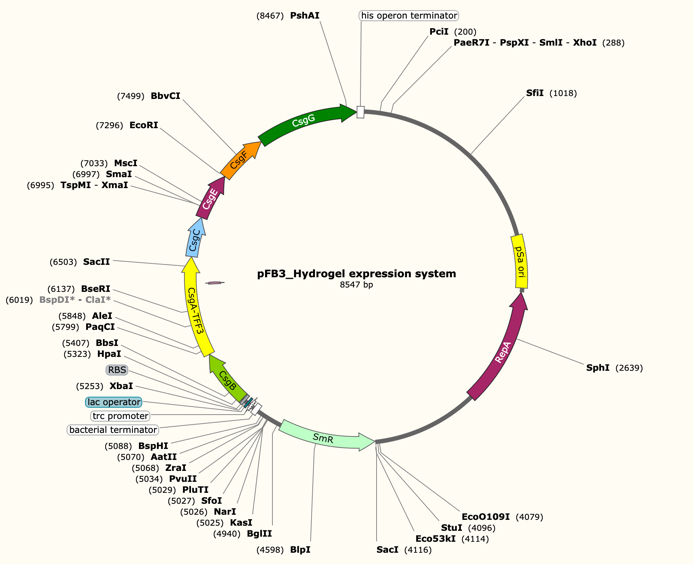 (8467) PshAI
his operon terminator
PciI (200)
PaeR7I - PspXI - SmlI - XhoI (288)
SfiI (1018)
(7499) BbvCI
(7296) EcoRI
(7033) MscI
(6997) SmaI
(6995) TspMI - XmaI
(6503) SacII
(6137) BseRI
(6019) BspDI* - ClaI*
(5848) AleI
(5799) PaqCI
(5407) BbsI
(5323) HpaI
RBS
(5253) XbaI
lac operator
trc promoter
bacterial terminator
(5088) BspHI
(5070) AatII
(5068) ZraI
(5034) PvuII
(5029) PluTI
(5027) SfoI
(5026) NarI
(5025) KasI
(4940) BglII
(4598) BlpI
SacI (4116)
Eco53kI (4114)
StuI (4096)
EcoO109I (4079)
SphI (2639)
CsgG
CsgF
CsgE
CsgC
CsgA-TFF3
CsgB
SmR
RepA
pSa ori
pFB3_Hydrogel expression system
8547 bp